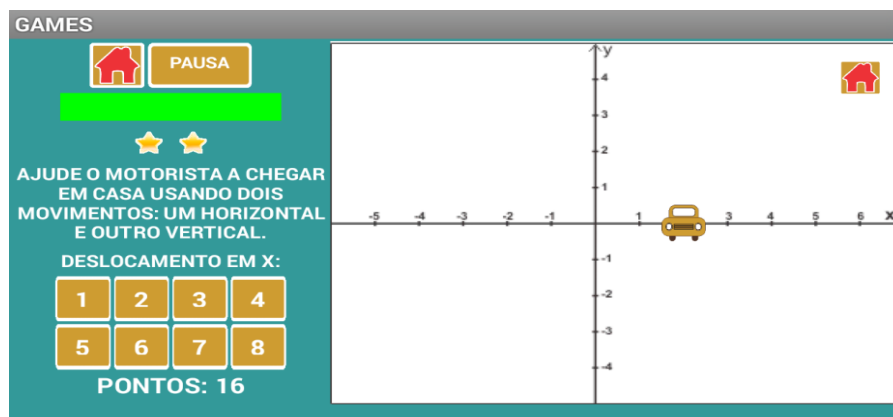 GAMES
PAUSA
AJUDE O MOTORISTA A CHEGAR
EM CASA USANDO DOIS
MOVIMENTOS: UM HORIZONTAL
E OUTRO VERTICAL.
DESLOCAMENTO EM X:
1 2 3 4
5 6 7 8
PONTOS: 16
y
4
3
2
1
-5 -4 -3 -2 -1 1 3 4 5 6 x
-1
-2
-3
-4